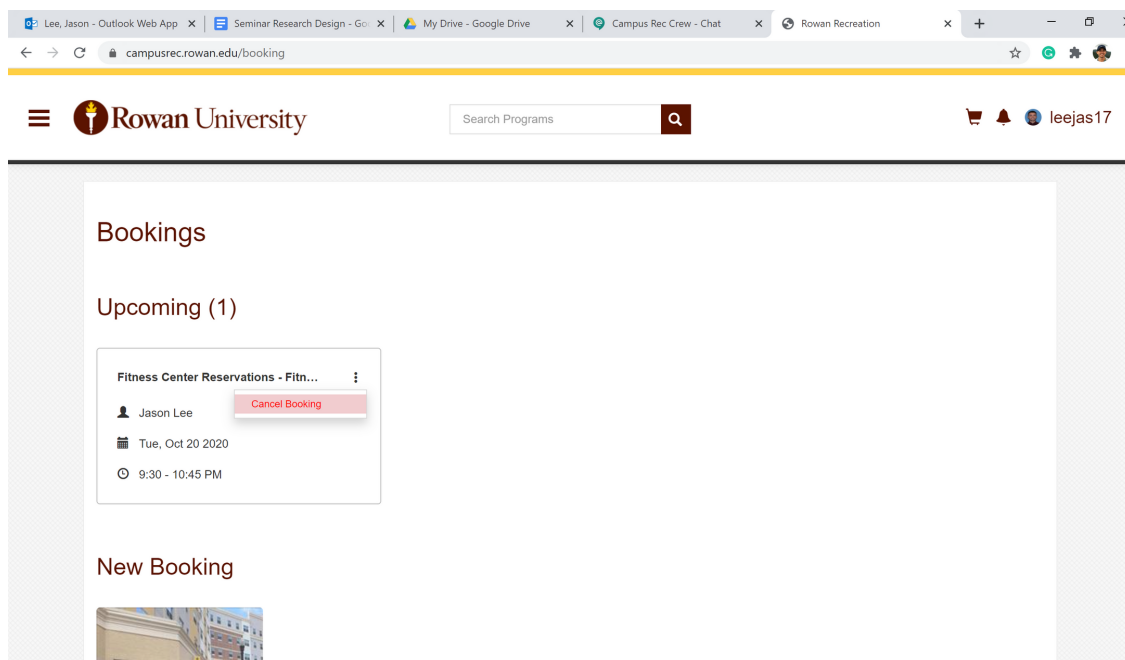 Lee, Jason - Outlook Web App
Seminar Research Design - Go
My Drive - Google Drive
Campus Rec Crew - Chat
Rowan Recreation
campusrec.rowan.edu/booking
Rowan University
Search Programs
leejas17
Bookings
Upcoming (1)
Fitness Center Reservations - Fitn...
Cancel Booking
Jason Lee
Tue, Oct 20 2020
9:30 - 10:45 PM
New Booking